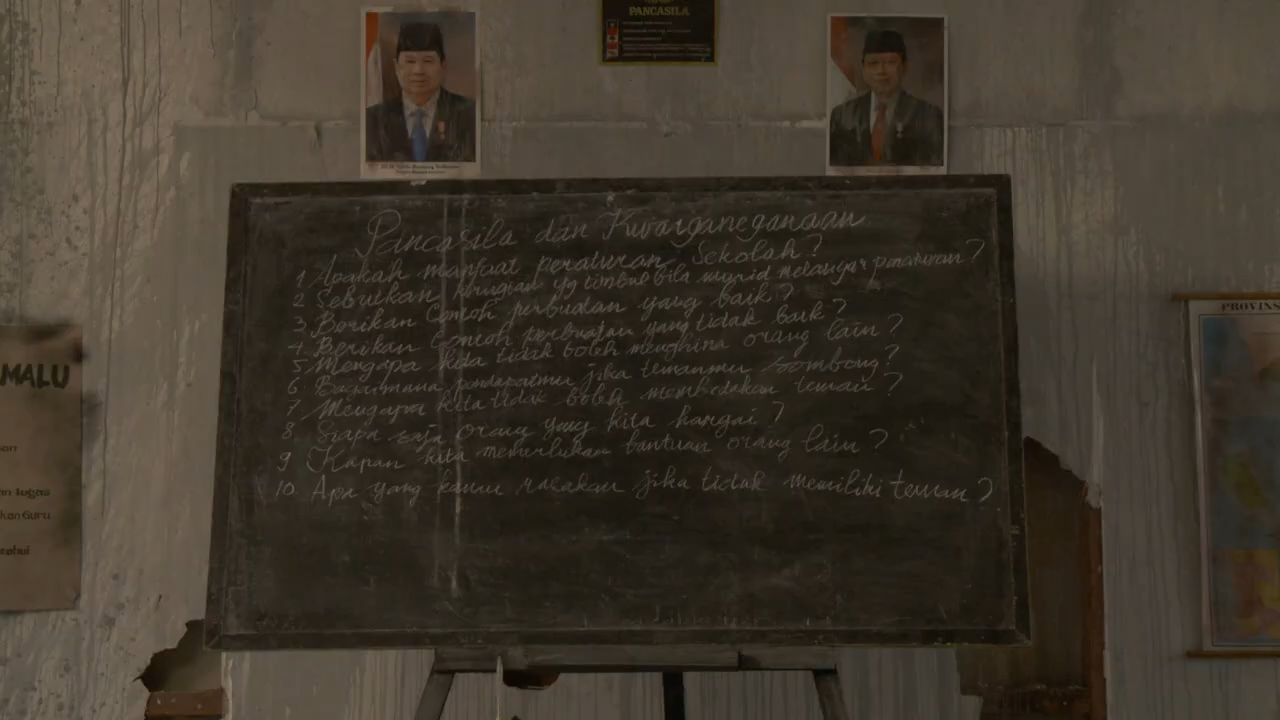 PANCASILA
Pancasila dan Kewarganegaraan
1 Apakah manfaat peraturan Sekolah?
2 Sebutkan kerugian yg timbul bila murid melanggar peraturan?
3. Berikan Contoh perbuatan yang baik?
4. Berikan Contoh perbuatan yang tidak baik?
5. Mengapa kita tidak boleh menghina orang lain?
6. Bagaimana pendapatmu jika temanmu sombong?
7 Mengapa kita tidak boleh membedakan teman?
8. Siapa saja orang yang kita hargai?
9 Kapan kita memerlukan bantuan orang lain?
10. Apa yang kamu rasakan jika tidak memiliki teman?
MALU
Guru
PROVINS